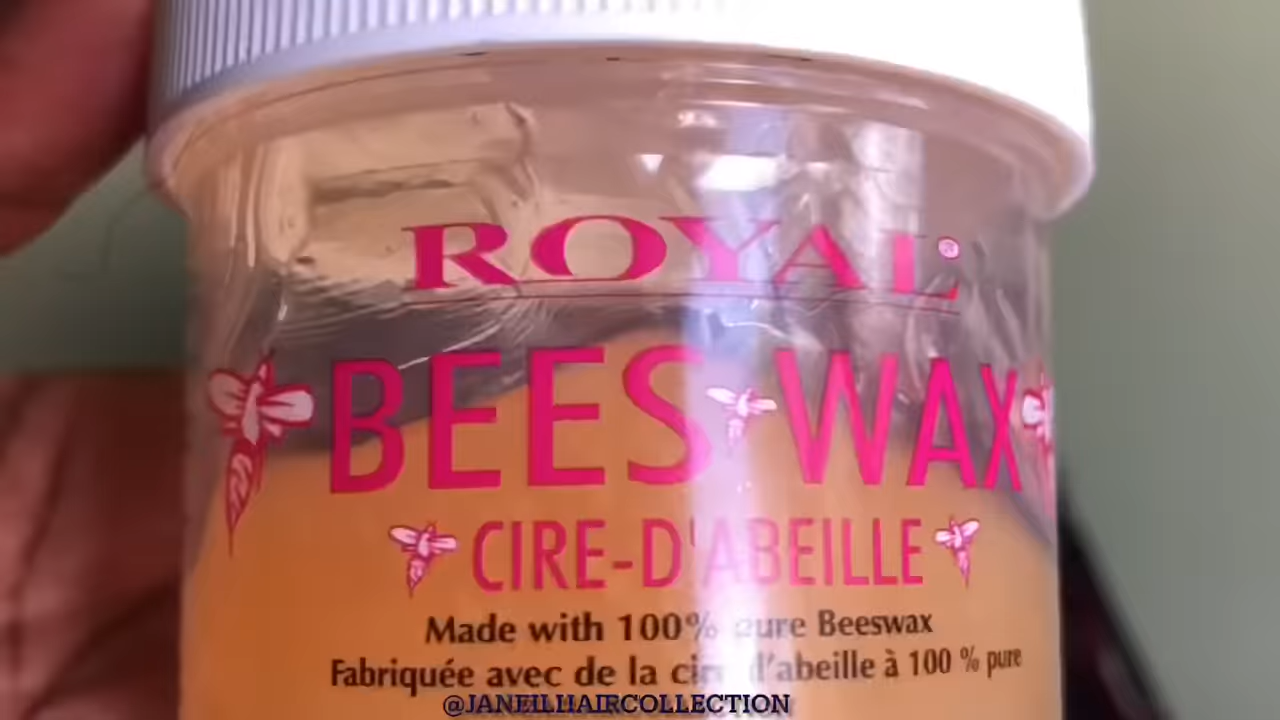 ROYAL®
BEES WAX
CIRE-D'ABEILLE
Made with 100% pure Beeswax
Fabriquée avec de la cire d'abeille à 100 % pure
@JANEILHAIRCOLLECTION